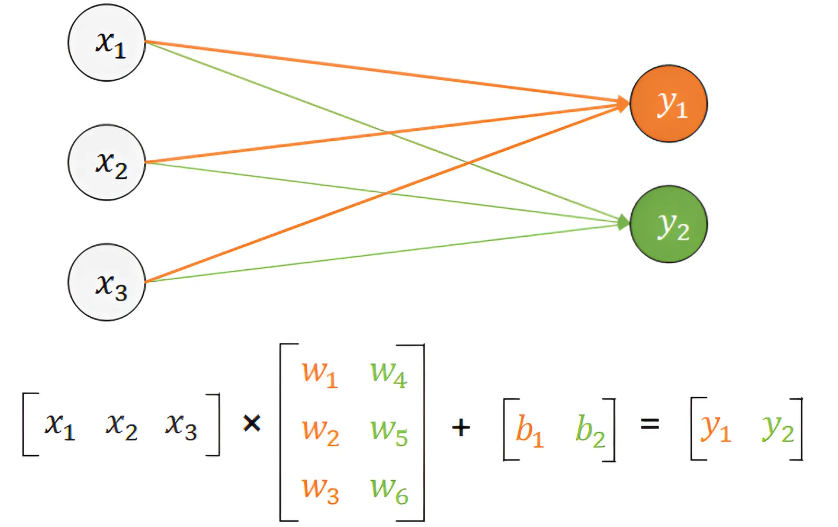 x₁
y₁
x₂
y₂
x₃
[x₁ x₂ x₃] × [w₁ w₄
w₂ w₅
w₃ w₆] + [b₁ b₂] = [y₁ y₂]